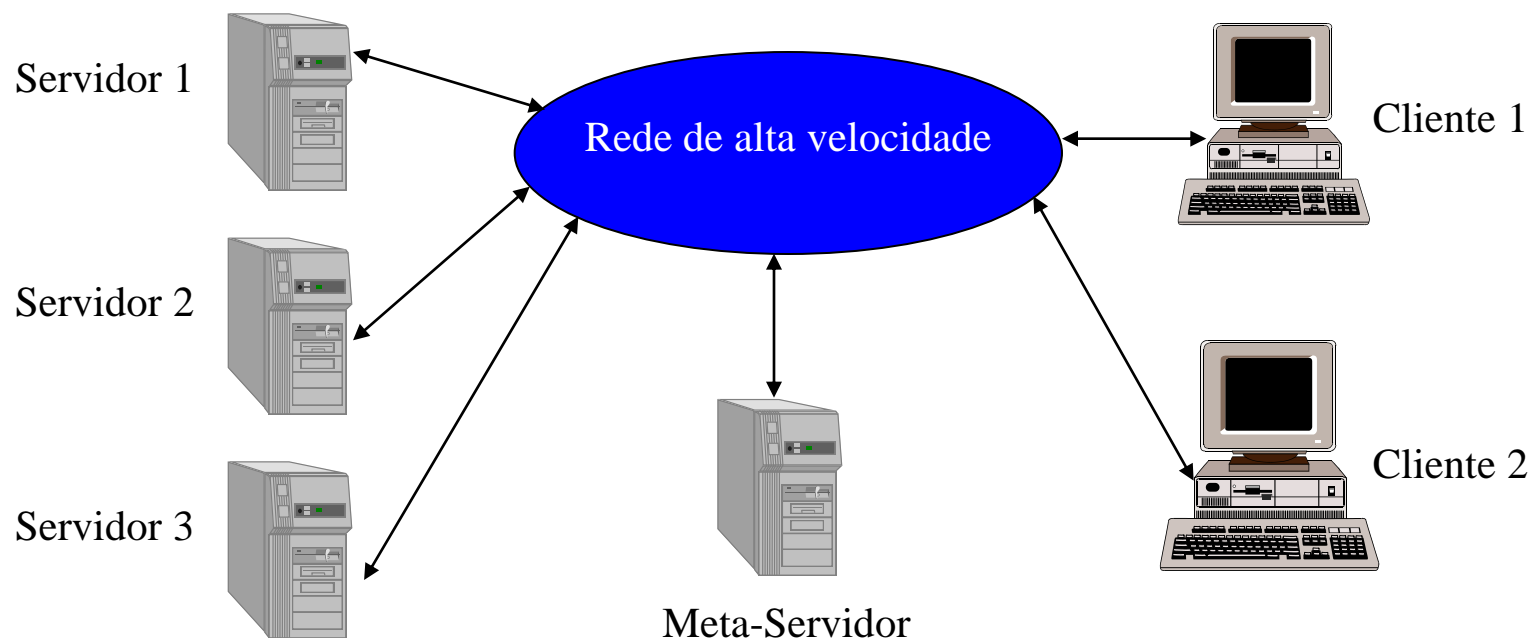 Servidor 1
Rede de alta velocidade
Cliente 1
Servidor 2
Cliente 2
Servidor 3
Meta-Servidor